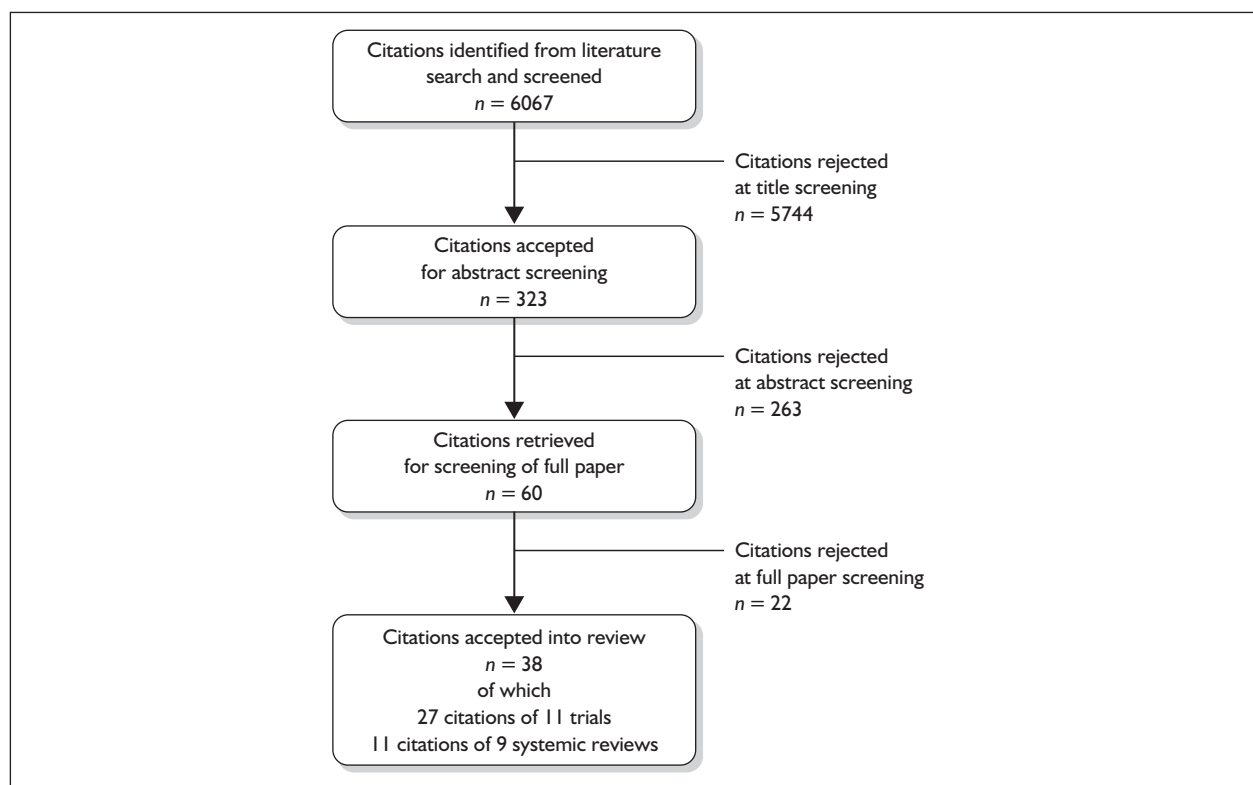 Citations identified from literature
search and screened
n = 6067
Citations rejected
at title screening
n = 5744
Citations accepted
for abstract screening
n = 323
Citations rejected
at abstract screening
n = 263
Citations retrieved
for screening of full paper
n = 60
Citations rejected
at full paper screening
n = 22
Citations accepted into review
n = 38
of which
27 citations of 11 trials
11 citations of 9 systemic reviews